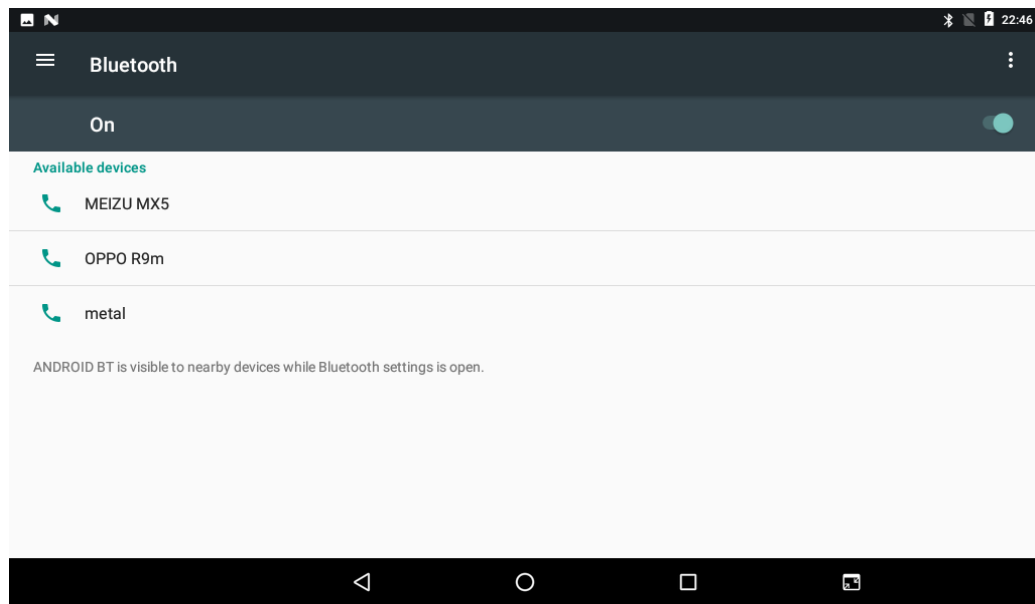 22:46
Bluetooth
On
Available devices
MEIZU MX5
OPPO R9m
metal
ANDROID BT is visible to nearby devices while Bluetooth settings is open.